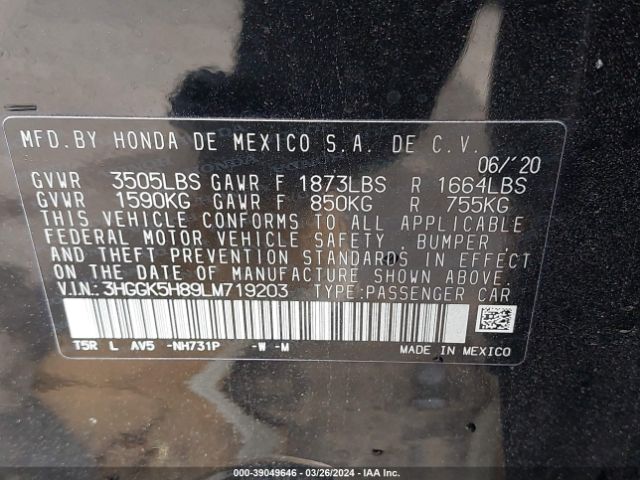 MFD.BY HONDA DE MEXICO S.A. DE C.V.
06/'20
GVWR 3505LBS GAWR F 1873LBS R 1664LBS
GVWR 1590KG GAWR F 850KG R 755KG
THIS VEHICLE CONFORMS TO ALL APPLICABLE
FEDERAL MOTOR VEHICLE SAFETY, BUMPER,
AND THEFT PREVENTION STANDARDS IN EFFECT
ON THE DATE OF MANUFACTURE SHOWN ABOVE.
V.I.N.: 3HGGK5H89LM719203 TYPE:PASSENGER CAR
T5R L AV5 -NH731P -W -M MADE IN MEXICO
000-39049646 / 03/26/2024 / IAA Inc.